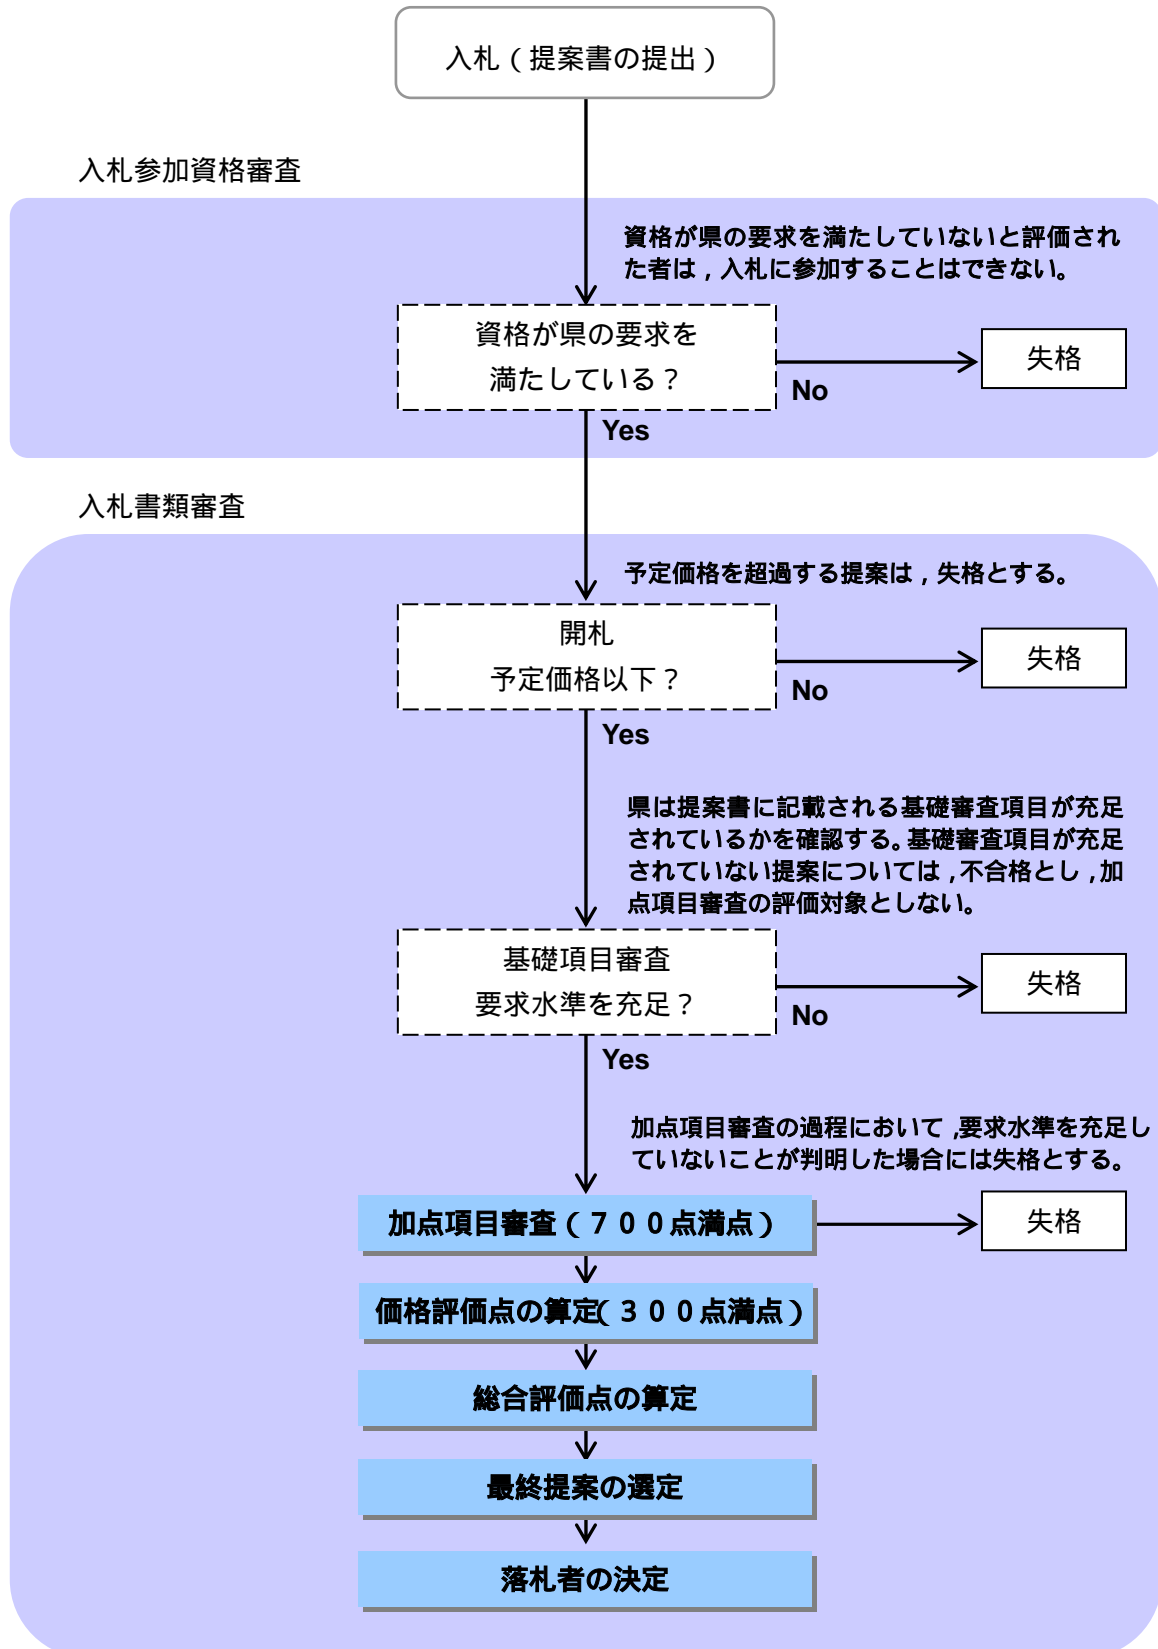 入札（提案書の提出）
入札参加資格審査
資格が県の要求を満たしていないと評価され
た者は，入札に参加することはできない。
資格が県の要求を
満たしている？
失格
No
Yes
入札書類審査
予定価格を超過する提案は，失格とする。
開札
予定価格以下？
失格
No
Yes
県は提案書に記載される基礎審査項目が充足
されているかを確認する。基礎審査項目が充足
されていない提案については，不合格とし，加
点項目審査の評価対象としない。
基礎項目審査
要求水準を充足？
失格
No
Yes
加点項目審査の過程において，要求水準を充足し
ていないことが判明した場合には失格とする。
加点項目審査（７００点満点）
失格
価格評価点の算定（３００点満点）
総合評価点の算定
最終提案の選定
落札者の決定